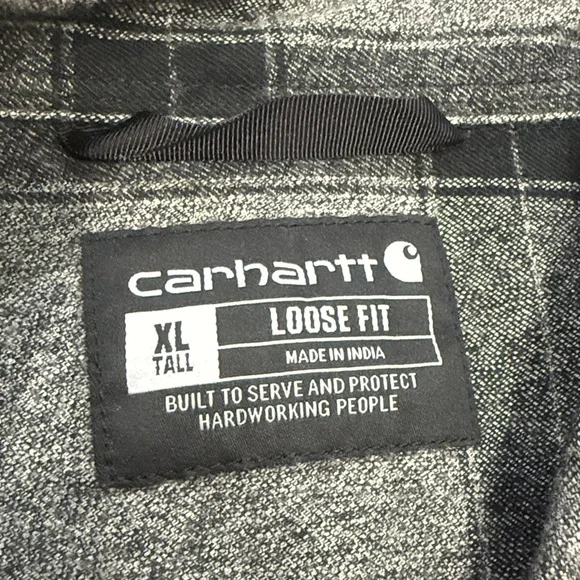 carhartt
XL
TALL
LOOSE FIT
MADE IN INDIA
BUILT TO SERVE AND PROTECT
HARDWORKING PEOPLE